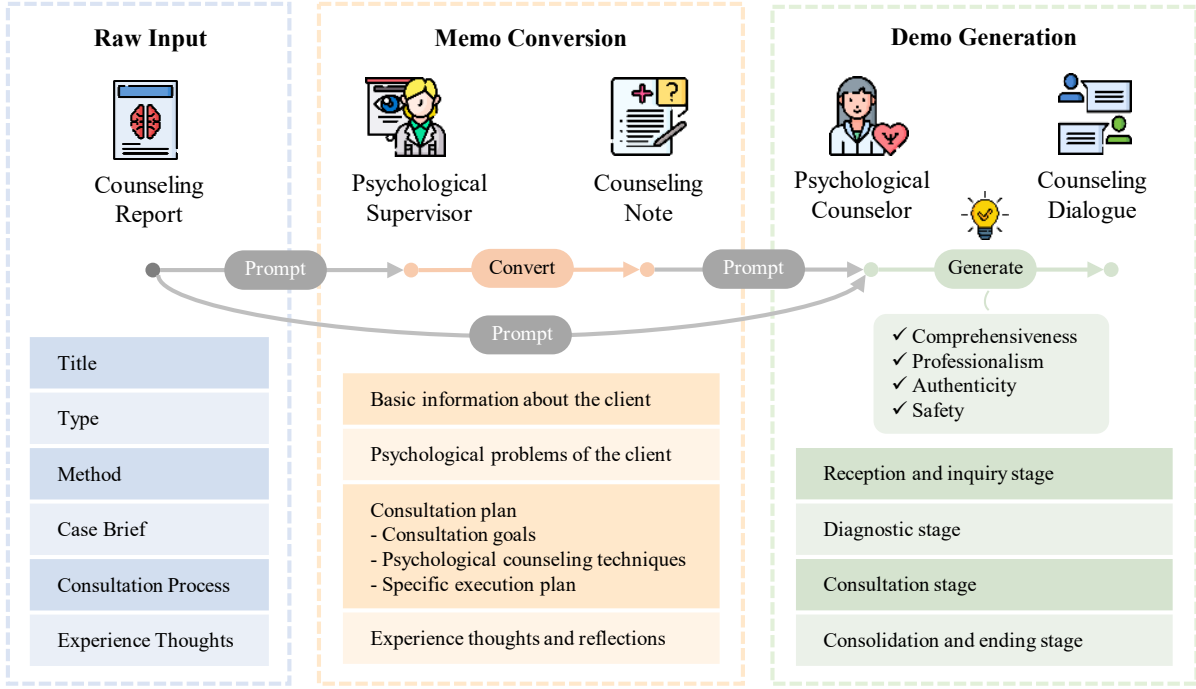 Raw Input
Counseling
Report
Title
Type
Method
Case Brief
Consultation Process
Experience Thoughts
Memo Conversion
Psychological
Supervisor
Counseling
Note
Prompt
Convert
Prompt
Prompt
Basic information about the client
Psychological problems of the client
Consultation plan
- Consultation goals
- Psychological counseling techniques
- Specific execution plan
Experience thoughts and reflections
Demo Generation
Psychological
Counselor
Counseling
Dialogue
Generate
✓ Comprehensiveness
✓ Professionalism
✓ Authenticity
✓ Safety
Reception and inquiry stage
Diagnostic stage
Consultation stage
Consolidation and ending stage